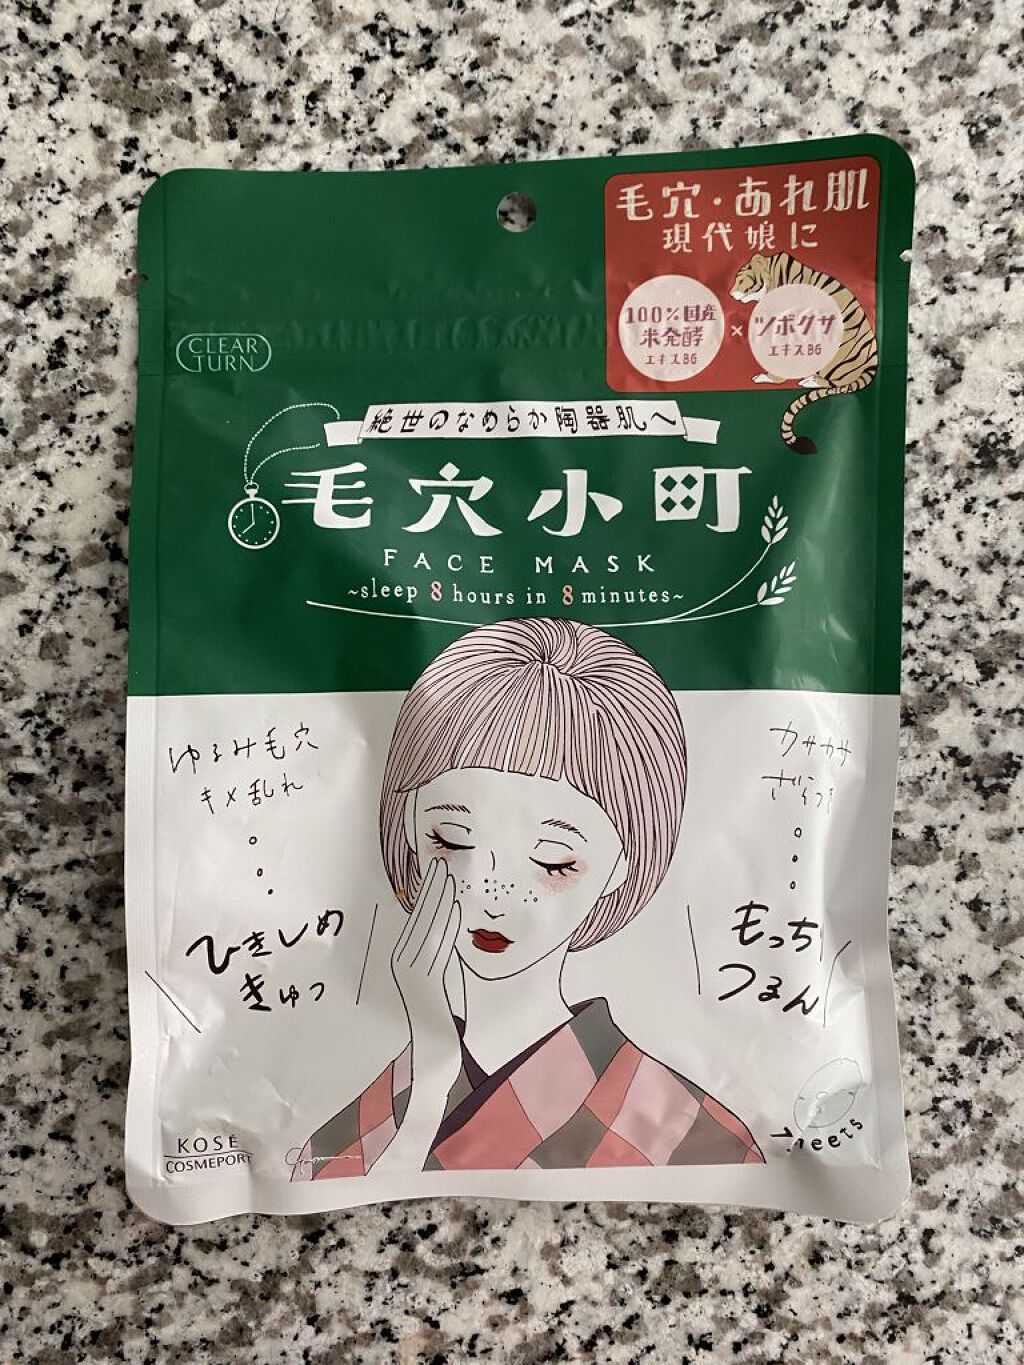 毛穴・あれ肌
現代娘に
100%国産
米発酵
エキスBG
×
ツボクサ
エキスBG
CICA
CLEAR
TURN
絶世のなめらか陶器肌へ
毛穴小町
FACE MASK
~sleep 8 hours in 8 minutes~
ゆるみ毛穴
キメ乱れ
ひきしめ
きゅっ
カサカサ
ざらつき
もっち
つるん
KOSÉ
COSMEPORT